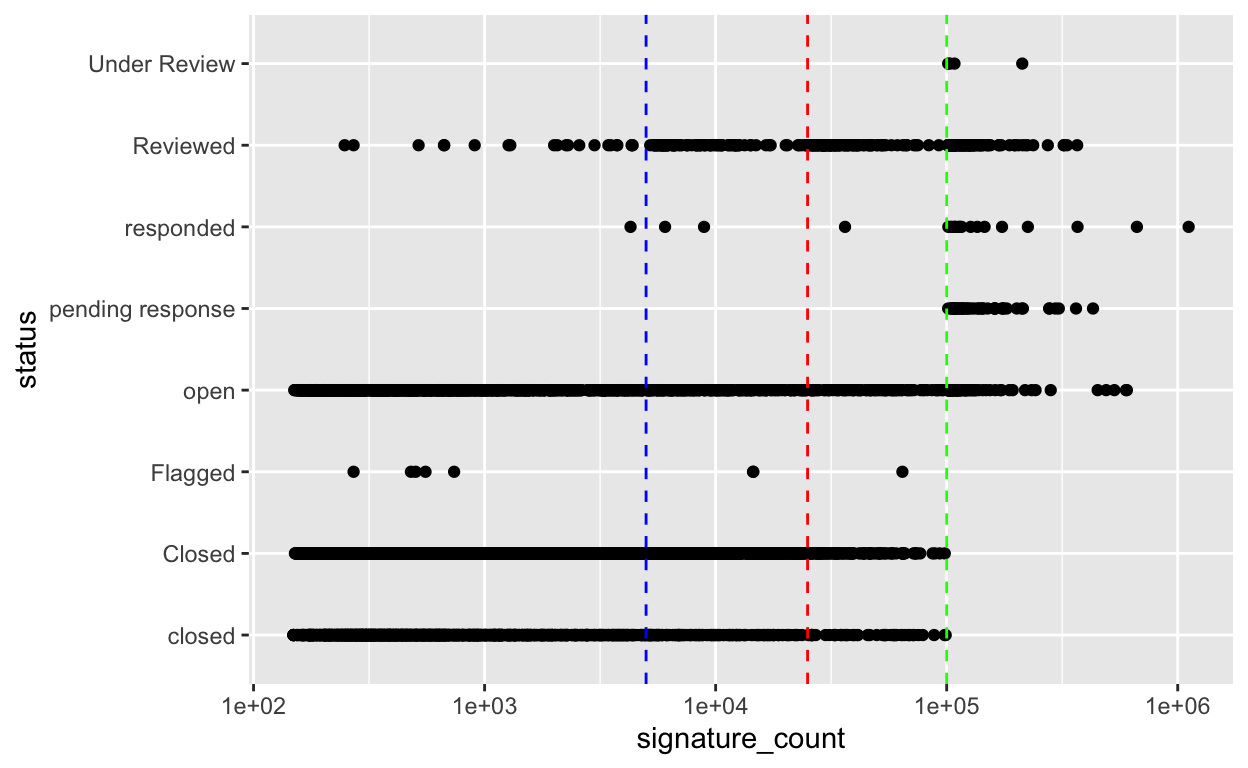 Under Review
Reviewed
responded
pending response
open
Flagged
Closed
closed
status
1e+02 1e+03 1e+04 1e+05 1e+06
signature_count